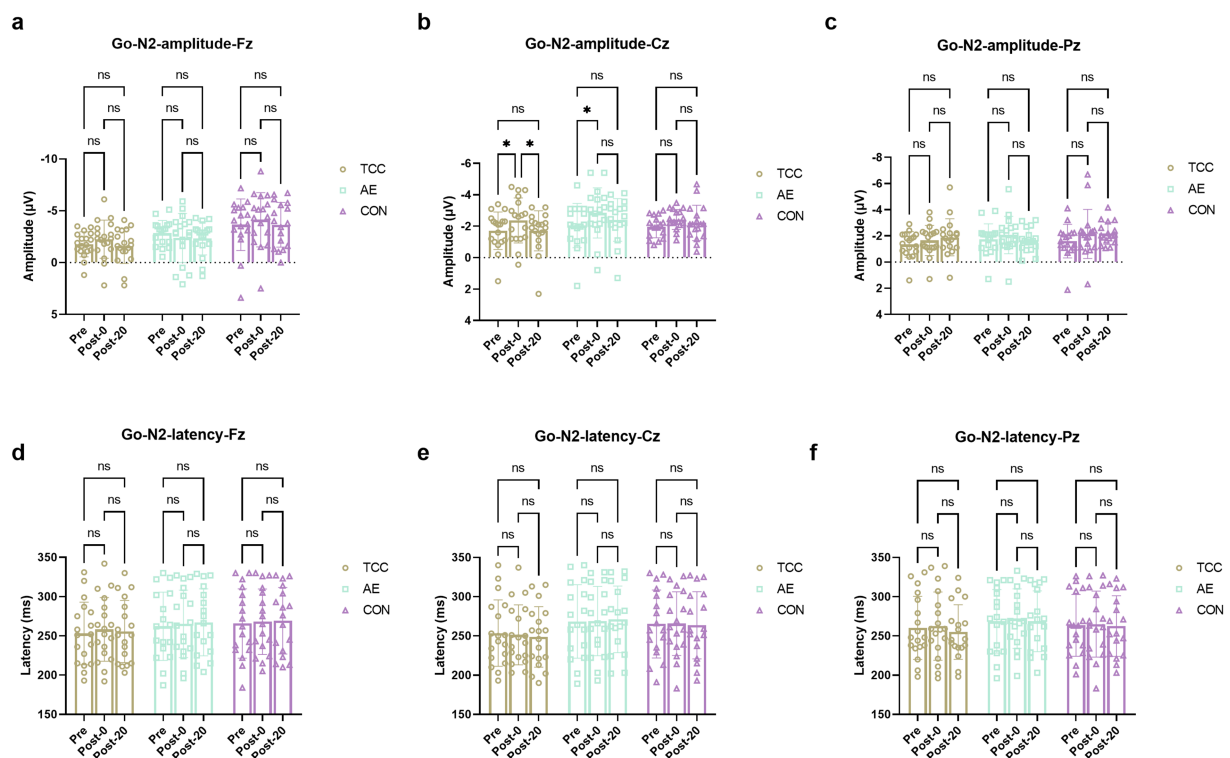 a
Go-N2-amplitude-Fz
ns
ns
ns
ns
ns
ns
ns
ns
ns
Amplitude (μV)
-10
-5
0
5
Pre
Post-0
Post-20
Pre
Post-0
Post-20
Pre
Post-0
Post-20
TCC
AE
CON
b
Go-N2-amplitude-Cz
ns
*
*
ns
*
ns
ns
ns
ns
Amplitude (μV)
-6
-4
-2
0
2
4
Pre
Post-0
Post-20
Pre
Post-0
Post-20
Pre
Post-0
Post-20
TCC
AE
CON
c
Go-N2-amplitude-Pz
ns
ns
ns
ns
ns
ns
ns
ns
ns
Amplitude (μV)
-8
-6
-4
-2
0
2
4
Pre
Post-0
Post-20
Pre
Post-0
Post-20
Pre
Post-0
Post-20
TCC
AE
CON
d
Go-N2-latency-Fz
ns
ns
ns
ns
ns
ns
ns
ns
ns
Latency (ms)
350
300
250
200
150
Pre
Post-0
Post-20
Pre
Post-0
Post-20
Pre
Post-0
Post-20
TCC
AE
CON
e
Go-N2-latency-Cz
ns
ns
ns
ns
ns
ns
ns
ns
ns
Latency (ms)
350
300
250
200
150
Pre
Post-0
Post-20
Pre
Post-0
Post-20
Pre
Post-0
Post-20
TCC
AE
CON
f
Go-N2-latency-Pz
ns
ns
ns
ns
ns
ns
ns
ns
ns
Latency (ms)
350
300
250
200
150
Pre
Post-0
Post-20
Pre
Post-0
Post-20
Pre
Post-0
Post-20
TCC
AE
CON